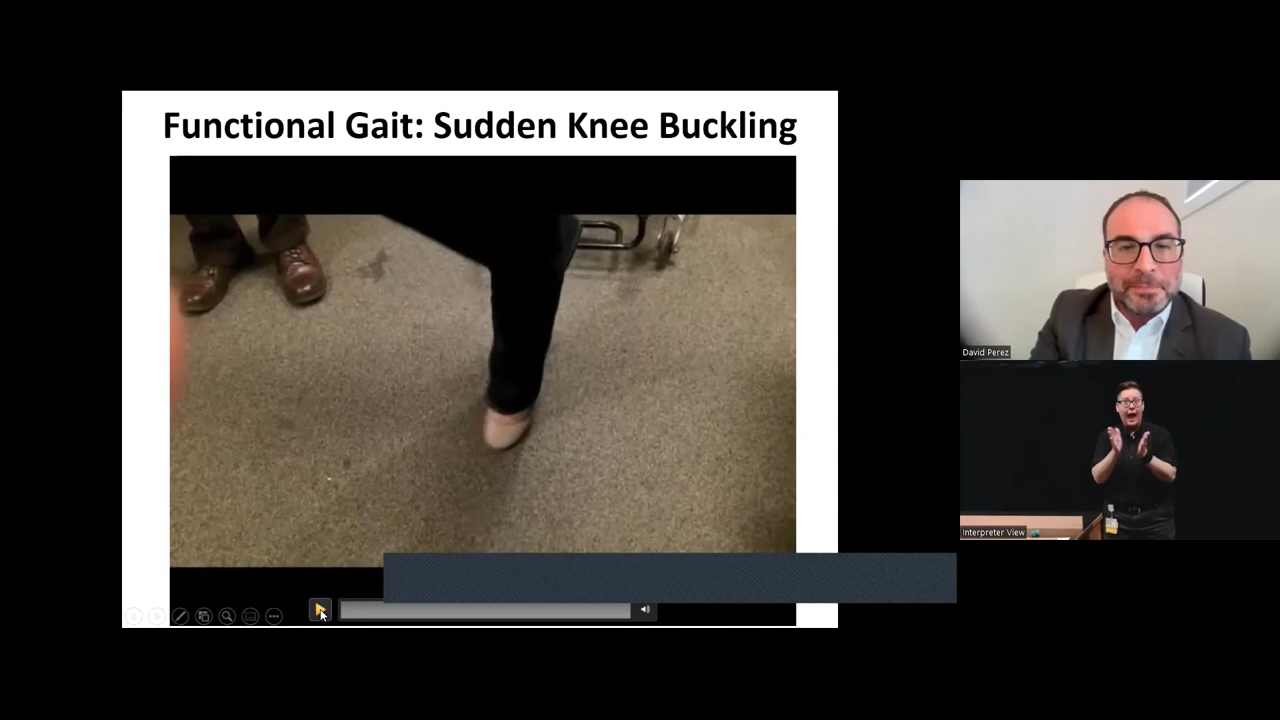 Functional Gait: Sudden Knee Buckling
David Perez
Interpreter View